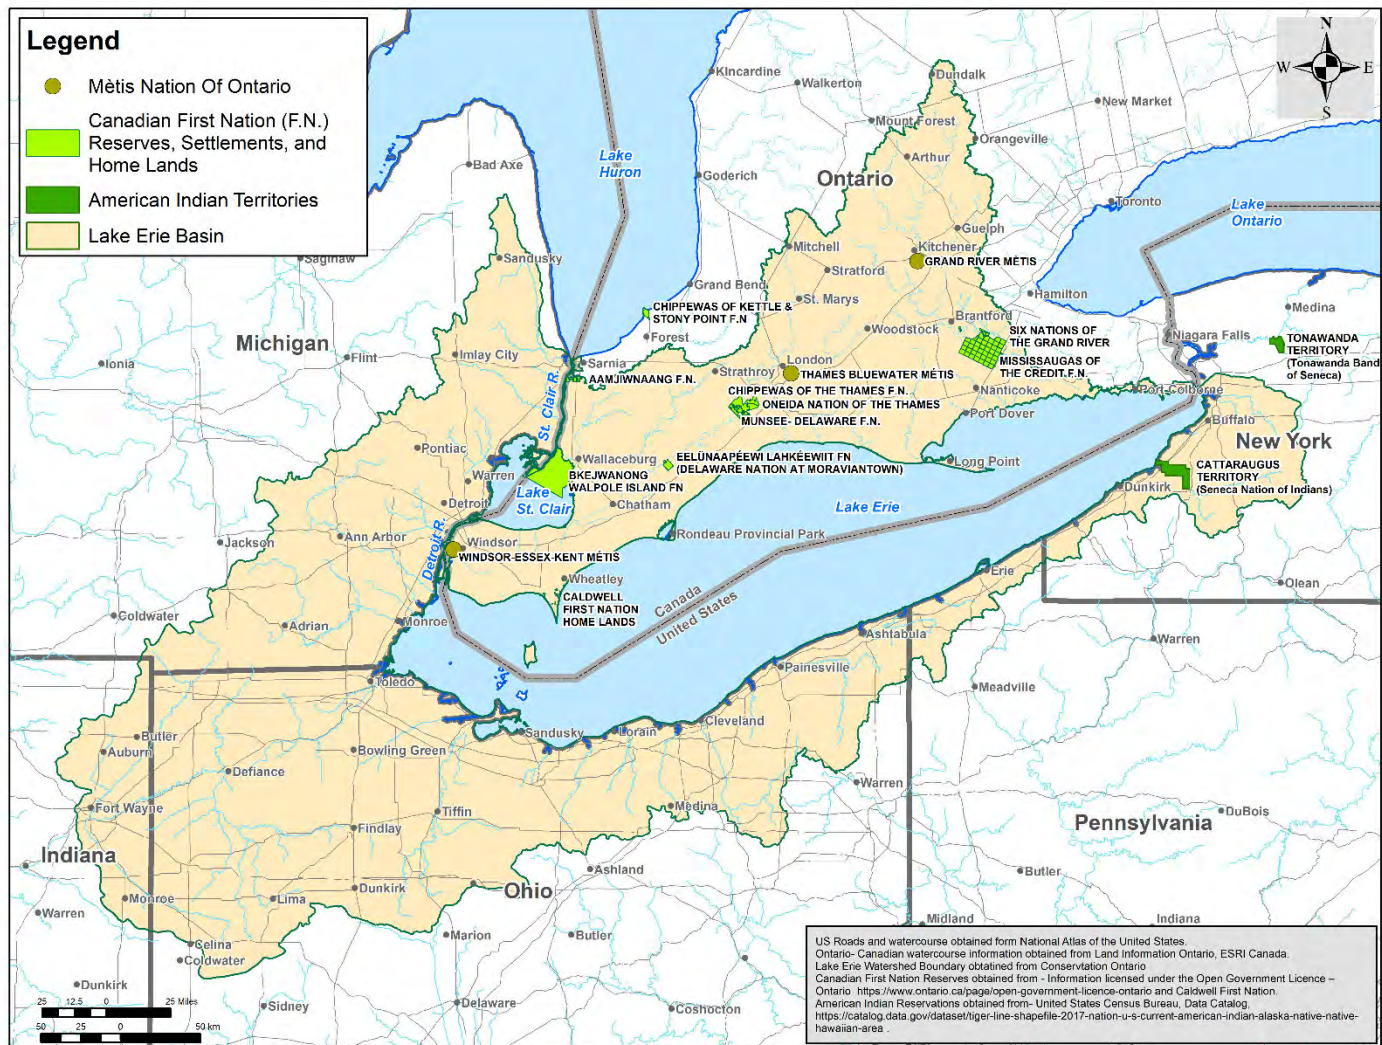 Legend
Mètis Nation Of Ontario
Canadian First Nation (F.N.)
Reserves, Settlements, and
Home Lands
American Indian Territories
Lake Erie Basin
N
W
E
S
KIncardine
Walkerton
Dundalk
New Market
Mount Forest
Orangeville
Bad Axe
Lake
Huron
Arthur
Goderich
Ontario
Toronto
Lake
Ontario
Guelph
Saginaw
Sandusky
Mitchell
Kitchener
GRAND RIVER MÈTIS
Stratford
Grand Bend
St. Marys
Hamilton
Medina
CHIPPEWAS OF KETTLE &
STONY POINT F.N
Brantford
Woodstock
SIX NATIONS OF
THE GRAND RIVER
Niagara Falls
TONAWANDA
TERRITORY
(Tonawanda Band
of Seneca)
Michigan
Forest
Flint
Imlay City
Ionia
Sarnia
London
MISSISSAUGAS OF
THE CREDIT F.N.
Strathroy
THAMES BLUEWATER MÉTIS
AAMJIWNAANG F.N.
CHIPPEWAS OF THE THAMES F.N.
Nanticoke
Port Colborne
ONEIDA NATION OF THE THAMES
Port Dover
MUNSEE- DELAWARE F.N.
Buffalo
St. Clair R.
New York
Pontiac
Wallaceburg
EELÜNAAPÉEWI LAHKÉEWIIT FN
(DELAWARE NATION AT MORAVIANTOWN)
Long Point
CATTARAUGUS
TERRITORY
(Seneca Nation of Indians)
Warren
BKEJWANONG
WALPOLE ISLAND FN
Dunkirk
Detroit
Lake
St. Clair
Chatham
Lake Erie
Jackson
Ann Arbor
Detroit R.
Windsor
Rondeau Provincial Park
WINDSOR-ESSEX-KENT MÉTIS
Wheatley
Erie
Olean
CALDWELL
FIRST NATION
HOME LANDS
Canada
United States
Coldwater
Adrian
Monroe
Ashtabula
Warren
Painesville
Toledo
Meadville
Cleveland
Butler
Sandusky
Lorain
Auburn
Bowling Green
Defiance
Warren
Fort Wayne
Tiffin
Medina
DuBois
Findlay
Pennsylvania
Indiana
Ashland
Butler
Ohio
Dunkirk
Monroe
Lima
Warren
Midland
Indiana
Marion
Butler
Celina
Coldwater
Dunkirk
Sidney
Delaware
Coshocton
25 12.5 0 25 Miles
50 25 0 50 km
US Roads and watercourse obtained form National Atlas of the United States.
Ontario- Canadian watercourse information obtained from Land Information Ontario, ESRI Canada.
Lake Erie Watershed Boundary obtatined from Conservtation Ontario
Canadian First Nation Reserves obtained from - Information licensed under the Open Government Licence –
Ontario https://www.ontario.ca/page/open-government-licence-ontario and Caldwell First Nation.
American Indian Reservations obtained from- United States Census Bureau, Data Catalog,
https://catalog.data.gov/dataset/tiger-line-shapefile-2017-nation-u-s-current-american-indian-alaska-native-native-
hawaiian-area .